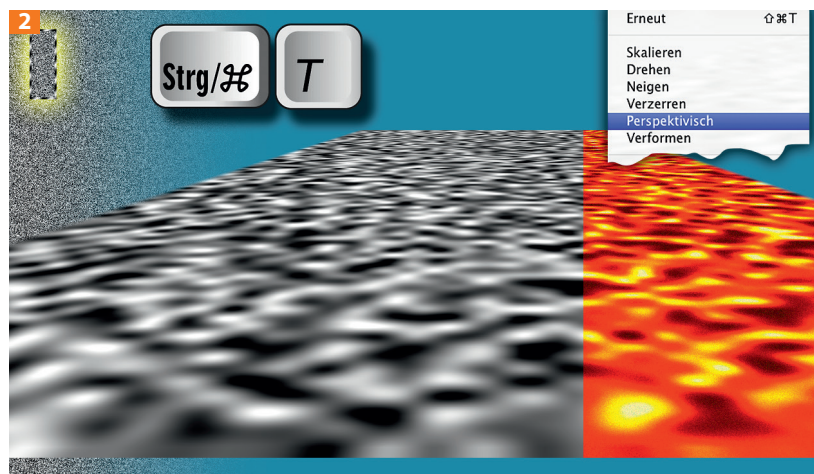 2
Strg/⌘
T
Erneut ⇧⌘T
Skalieren
Drehen
Neigen
Verzerren
Perspektivisch
Verformen